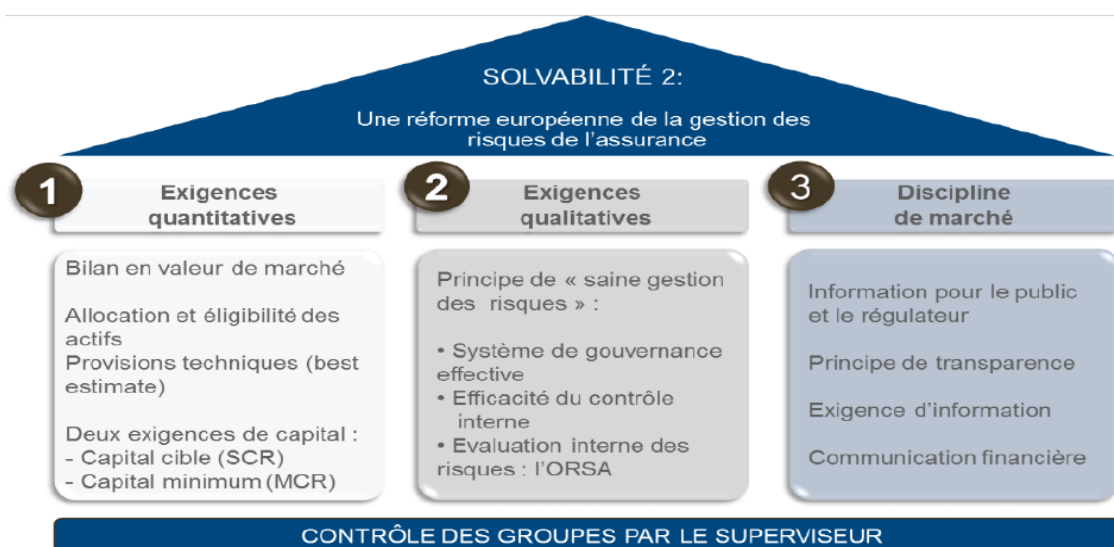 SOLVABILITÉ 2:
Une réforme européenne de la gestion des
risques de l'assurance
1
Exigences
quantitatives
Bilan en valeur de marché
Allocation et éligibilité des
actifs
Provisions techniques (best
estimate)
Deux exigences de capital :
- Capital cible (SCR)
- Capital minimum (MCR)
2
Exigences
qualitatives
Principe de « saine gestion
des risques » :
• Système de gouvernance
effective
• Efficacité du contrôle
interne
• Evaluation interne des
risques : l'ORSA
3
Discipline
de marché
Information pour le public
et le régulateur
Principe de transparence
Exigence d'information
Communication financière
CONTRÔLE DES GROUPES PAR LE SUPERVISEUR